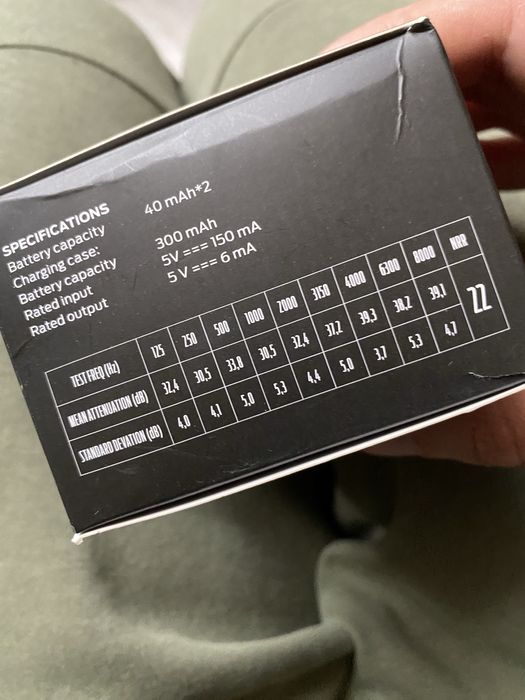 SPECIFICATIONS
Battery capacity 40 mAh*2
Charging case:
Battery capacity 300 mAh
Rated input 5V === 150 mA
Rated output 5V === 6 mA
TEST FREQ (Hz) 125 250 500 1000 2000 3150 4000 6300 8000 NRR
MEAN ATTENUATION (dB) 32,4 30,5 33,8 30,5 32,4 37,2 39,3 38,2 39,1 22
STANDARD DEVATION (dB) 4,0 4,1 5,0 5,3 4,4 5,0 3,7 5,3 4,7